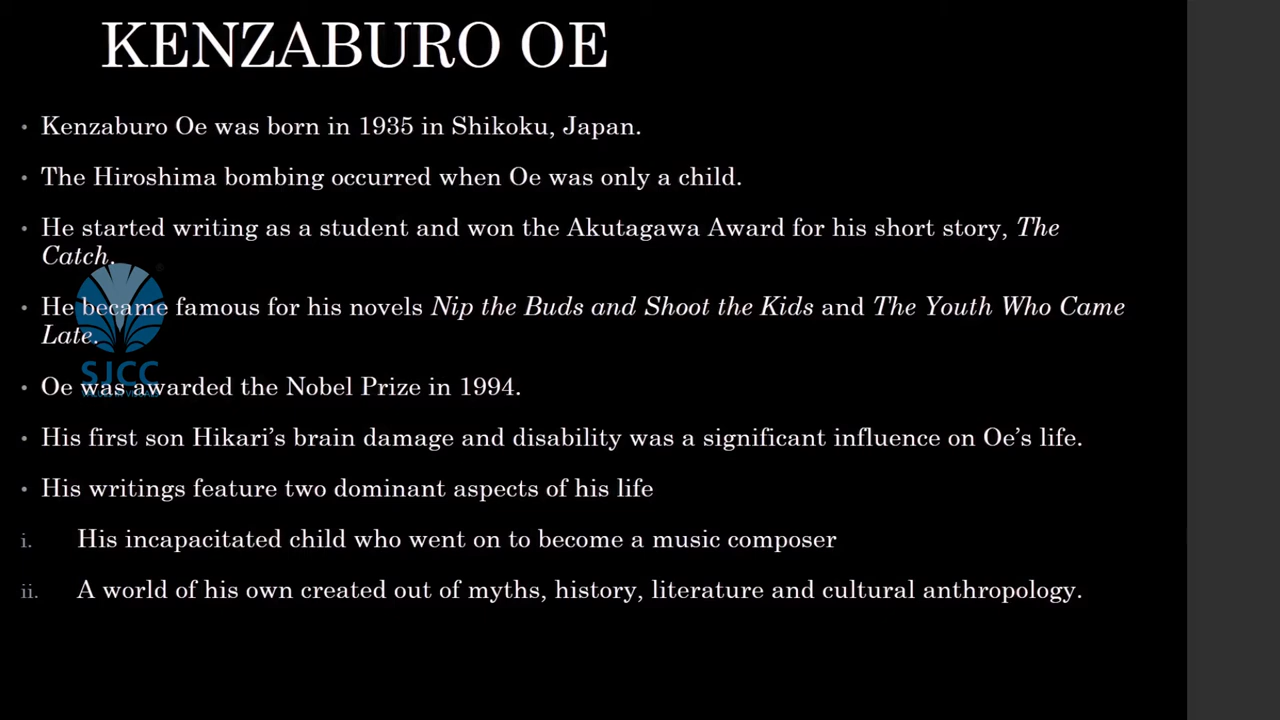 KENZABURO OE
• Kenzaburo Oe was born in 1935 in Shikoku, Japan.
• The Hiroshima bombing occurred when Oe was only a child.
• He started writing as a student and won the Akutagawa Award for his short story, The
Catch.
• He became famous for his novels Nip the Buds and Shoot the Kids and The Youth Who Came
Late.
SJCC
• Oe was awarded the Nobel Prize in 1994.
• His first son Hikari’s brain damage and disability was a significant influence on Oe’s life.
• His writings feature two dominant aspects of his life
i. His incapacitated child who went on to become a music composer
ii. A world of his own created out of myths, history, literature and cultural anthropology.